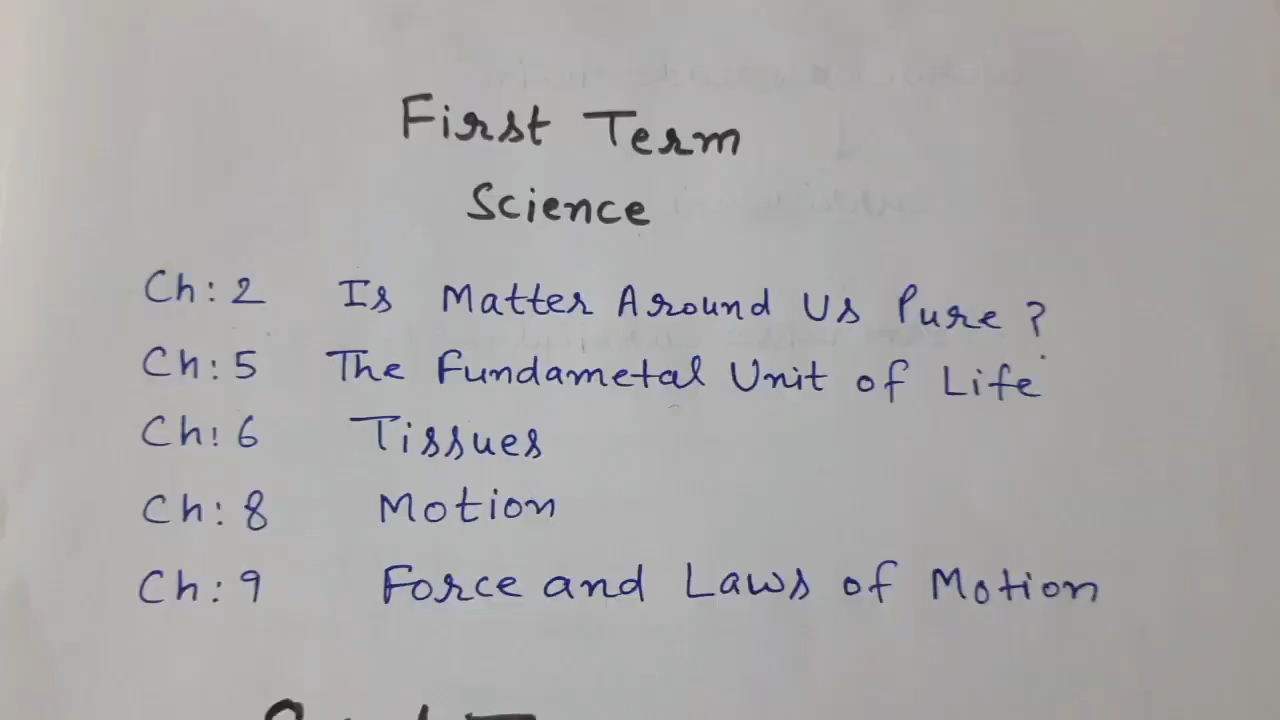 First Term
Science
Ch: 2 Is Matter Around Us Pure ?
Ch: 5 The Fundametal Unit of Life
Ch: 6 Tissues
Ch: 8 Motion
Ch: 9 Force and Laws of Motion